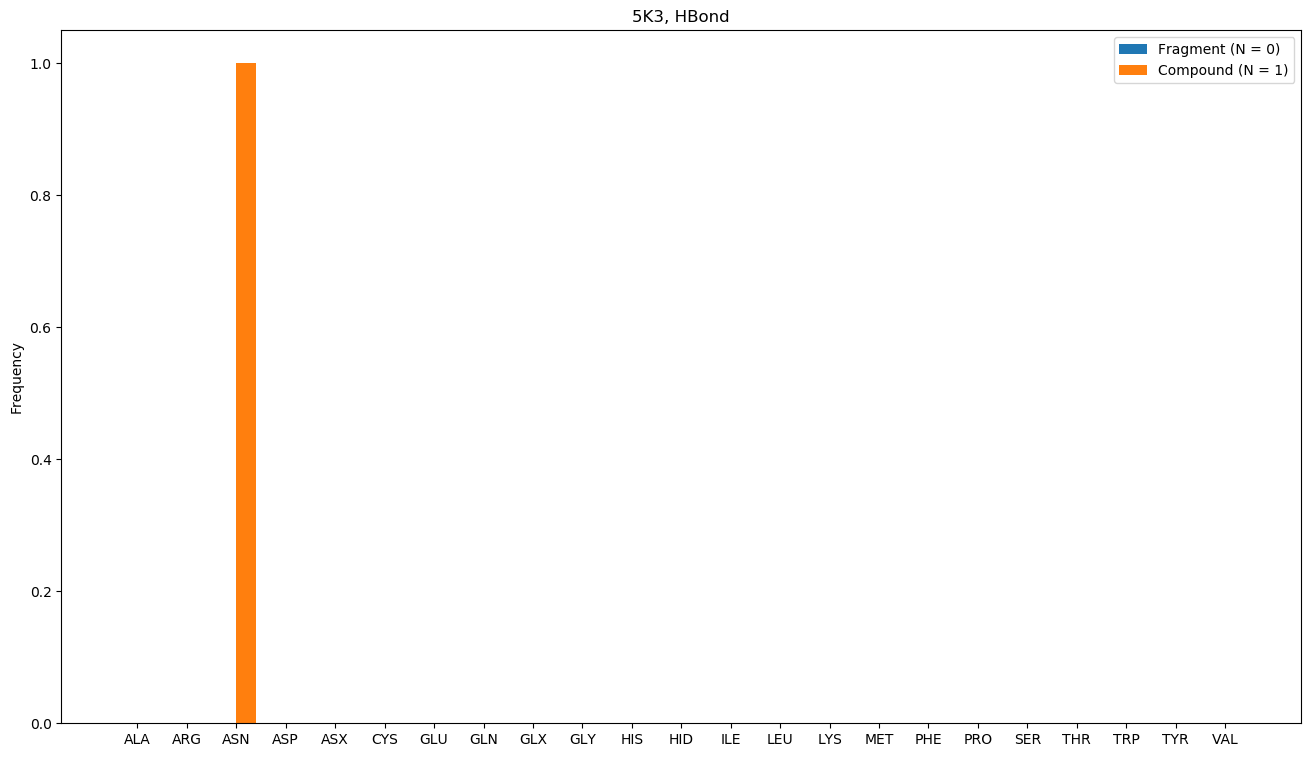 5K3, HBond
Fragment (N = 0)
Compound (N = 1)
Frequency
1.0
0.8
0.6
0.4
0.2
0.0
ALA ARG ASN ASP ASX CYS GLU GLN GLX GLY HIS HID ILE LEU LYS MET PHE PRO SER THR TRP TYR VAL